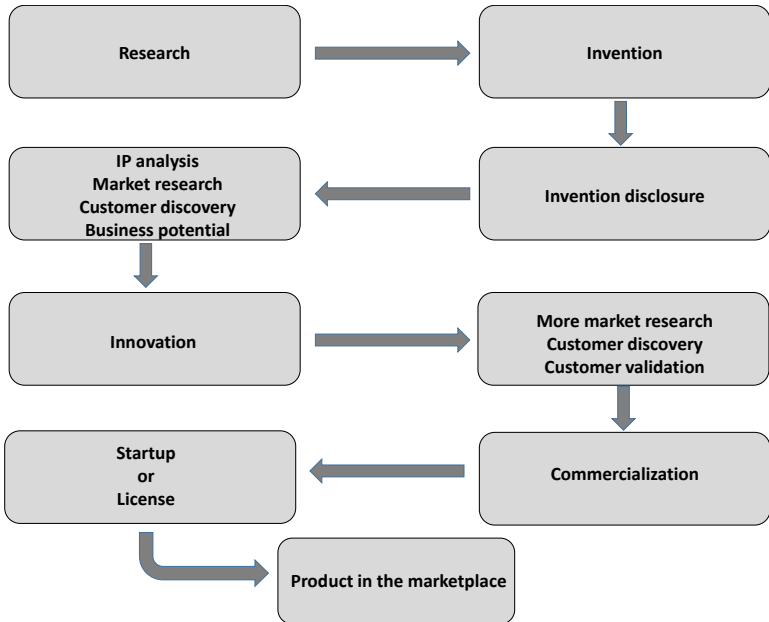 Research
Invention
Invention disclosure
IP analysis
Market research
Customer discovery
Business potential
Innovation
More market research
Customer discovery
Customer validation
Commercialization
Startup
or
License
Product in the marketplace